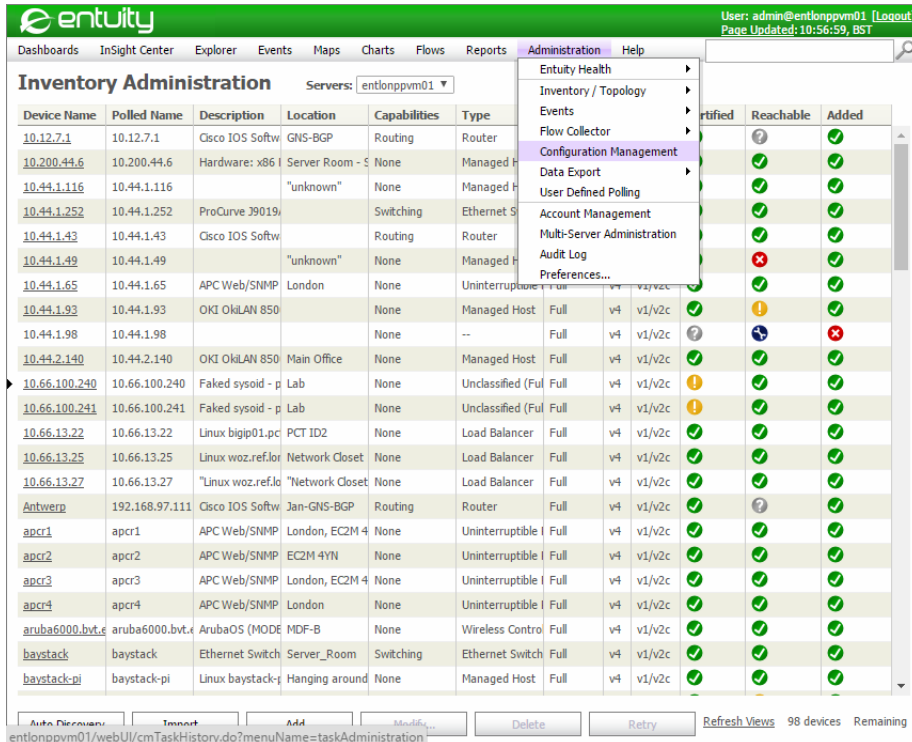 entuity
User: admin@entlonppvm01 [Logout]
Page Updated: 10:56:59, BST
Dashboards InSight Center Explorer Events Maps Charts Flows Reports Administration Help
Inventory Administration Servers: entlonppvm01
Entuity Health
Inventory / Topology
Events
Flow Collector
Configuration Management
Data Export
User Defined Polling
Account Management
Multi-Server Administration
Audit Log
Preferences...
Device Name Polled Name Description Location Capabilities Type rtified Reachable Added
10.12.7.1 10.12.7.1 Cisco IOS Softw GNS-BGP Routing Router
10.200.44.6 10.200.44.6 Hardware: x86 Server Room - S None Managed H
10.44.1.116 10.44.1.116 "unknown" None Managed H
10.44.1.252 10.44.1.252 ProCurve J9019A Switching Ethernet S
10.44.1.43 10.44.1.43 Cisco IOS Softw Routing Router
10.44.1.49 10.44.1.49 "unknown" None Managed H
10.44.1.65 10.44.1.65 APC Web/SNMP London None Uninterruptible Full v4 v1/v2c
10.44.1.93 10.44.1.93 OKI OkiLAN 850 None Managed Host Full v4 v1/v2c
10.44.1.98 10.44.1.98 None -- Full v4 v1/v2c
10.44.2.140 10.44.2.140 OKI OkiLAN 850 Main Office None Managed Host Full v4 v1/v2c
10.66.100.240 10.66.100.240 Faked sysoid - p Lab None Unclassified (Ful Full v4 v1/v2c
10.66.100.241 10.66.100.241 Faked sysoid - p Lab None Unclassified (Ful Full v4 v1/v2c
10.66.13.22 10.66.13.22 Linux bigip01.pc PCT ID2 None Load Balancer Full v4 v1/v2c
10.66.13.25 10.66.13.25 Linux woz.ref.lor Network Closet None Load Balancer Full v4 v1/v2c
10.66.13.27 10.66.13.27 "Linux woz.ref.lo "Network Closet None Load Balancer Full v4 v1/v2c
Antwerp 192.168.97.111 Cisco IOS Softw Jan-GNS-BGP Routing Router Full v4 v1/v2c
apcr1 apcr1 APC Web/SNMP London, EC2M 4 None Uninterruptible Full v4 v1/v2c
apcr2 apcr2 APC Web/SNMP EC2M 4YN None Uninterruptible Full v4 v1/v2c
apcr3 apcr3 APC Web/SNMP London, EC2M 4 None Uninterruptible Full v4 v1/v2c
apcr4 apcr4 APC Web/SNMP London None Uninterruptible Full v4 v1/v2c
aruba6000.bvt.e aruba6000.bvt.e ArubaOS (MODE MDF-B None Wireless Contro Full v4 v1/v2c
baystack baystack Ethernet Switch Server_Room Switching Ethernet Switch Full v4 v1/v2c
baystack-pi baystack-pi Linux baystack-p Hanging around None Managed Host Full v4 v1/v2c
Auto Discovery Import Add Modify... Delete Retry Refresh Views 98 devices Remaining
entlonppvm01/webUI/cmTaskHistory.do?menuName=taskAdministration